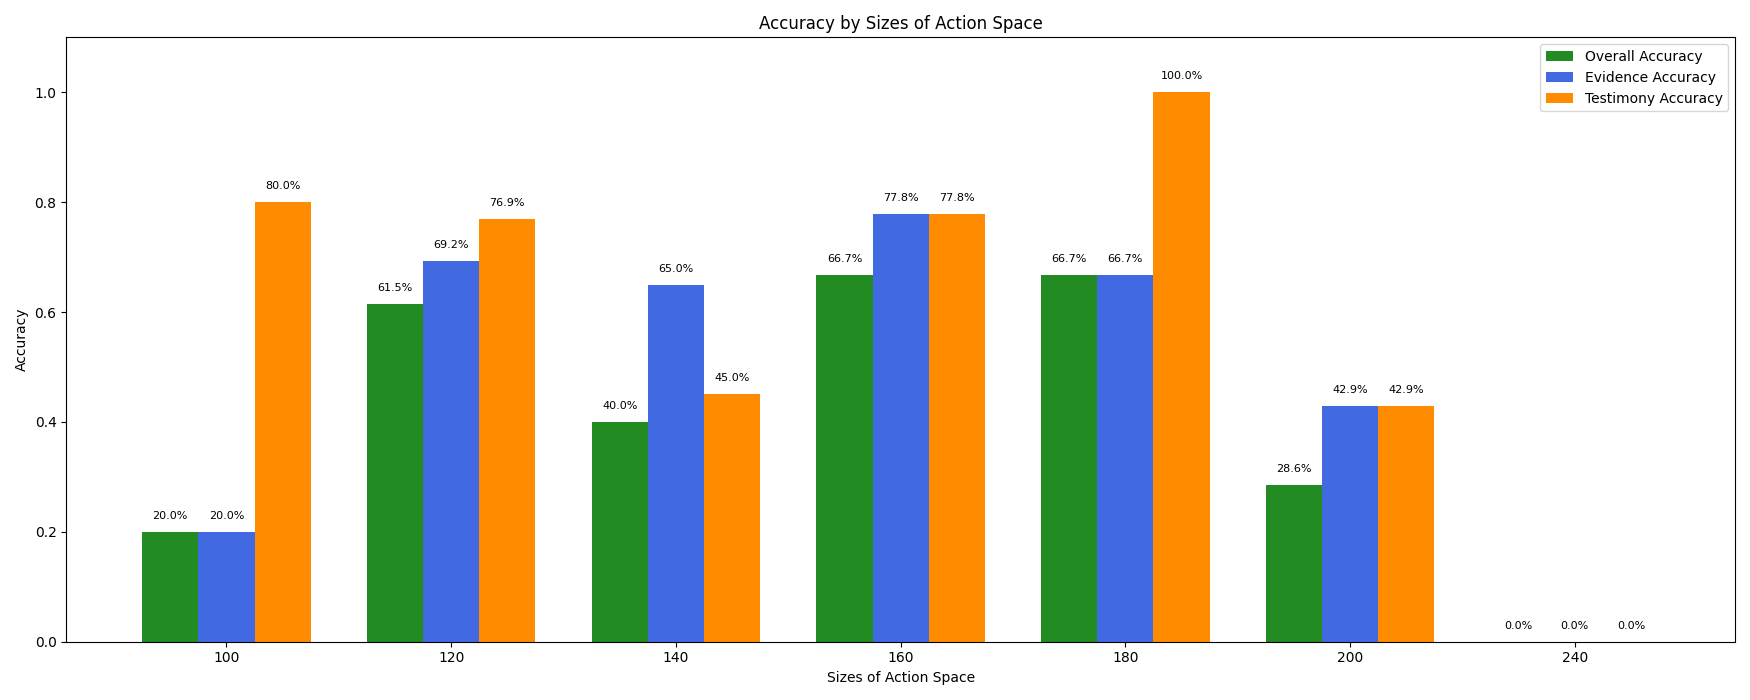 Accuracy by Sizes of Action Space
Overall Accuracy
Evidence Accuracy
Testimony Accuracy
Accuracy
1.0
0.8
0.6
0.4
0.2
0.0
20.0% 20.0% 80.0%
61.5% 69.2% 76.9%
40.0% 65.0% 45.0%
66.7% 77.8% 77.8%
66.7% 66.7% 100.0%
28.6% 42.9% 42.9%
0.0% 0.0% 0.0%
100 120 140 160 180 200 240
Sizes of Action Space